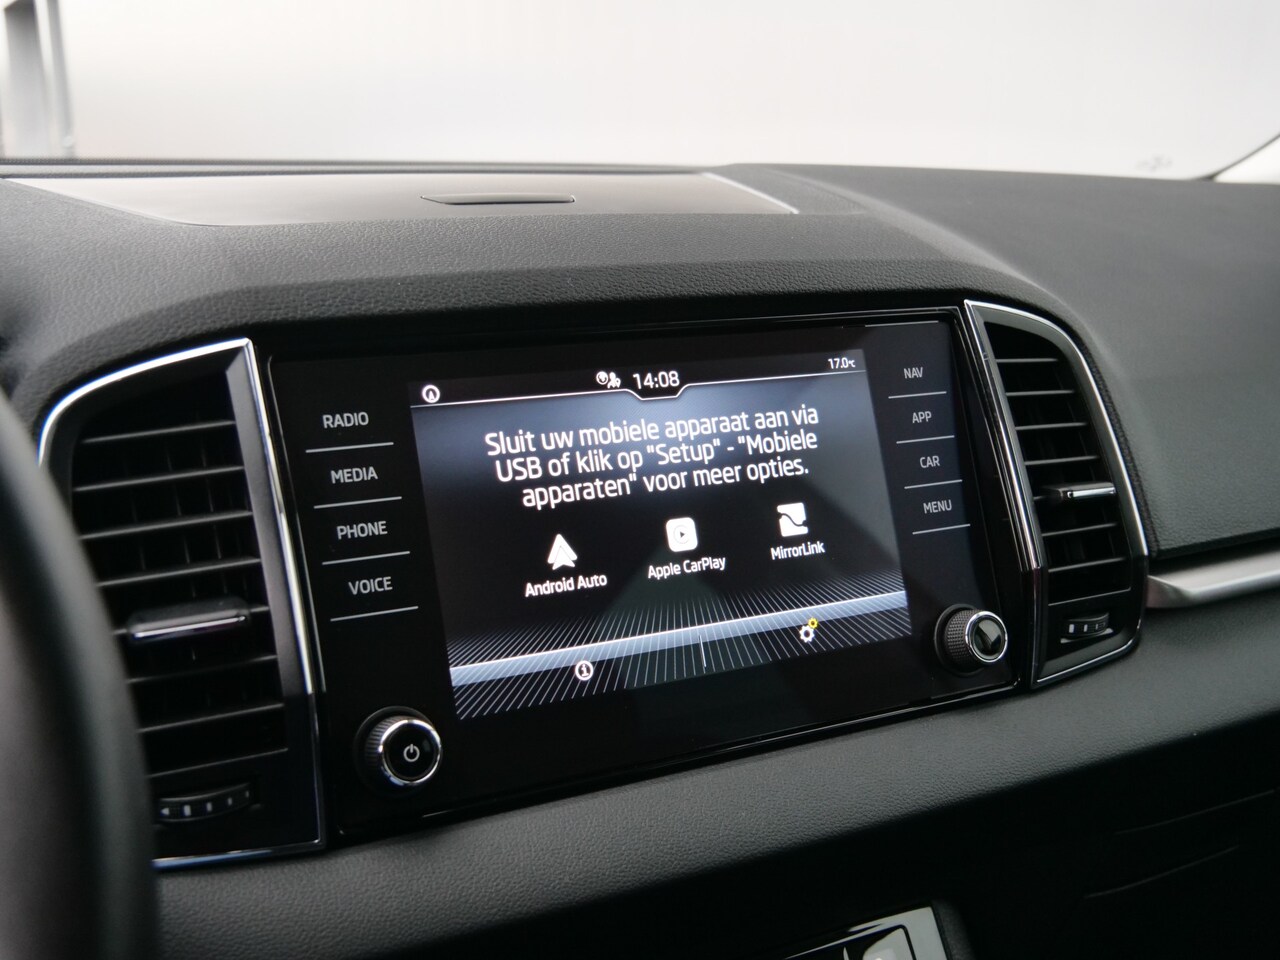 14:08
17.0°C
RADIO
MEDIA
PHONE
VOICE
Sluit uw mobiele apparaat aan via
USB of klik op "Setup" - "Mobiele
apparaten" voor meer opties.
Android Auto
Apple CarPlay
MirrorLink
NAV
APP
CAR
MENU